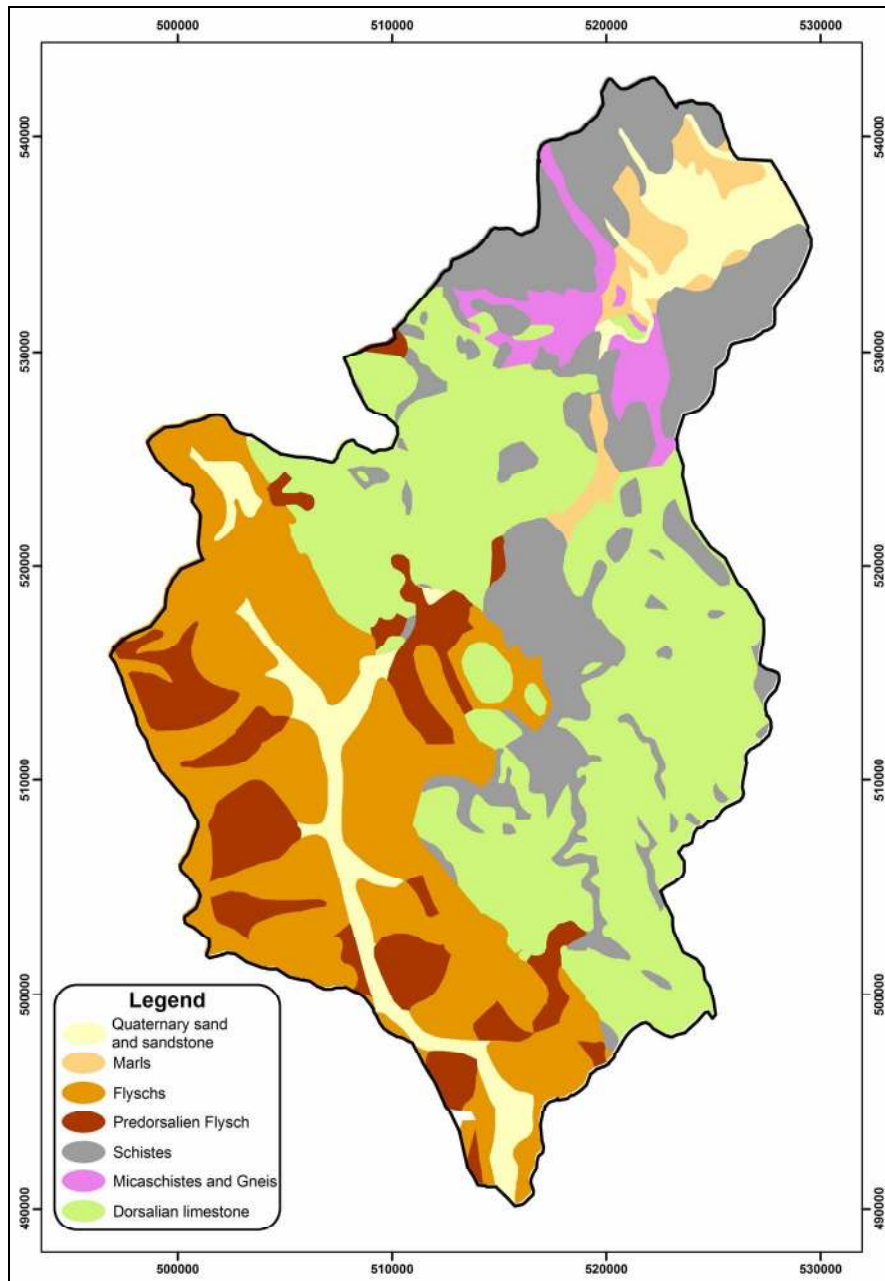 500000 510000 520000 530000
540000 540000
530000 530000
520000 520000
510000 510000
500000 500000
490000 490000
Legend
Quaternary sand
and sandstone
Marls
Flyschs
Predorsalien Flysch
Schistes
Micaschistes and Gneis
Dorsalian limestone
500000 510000 520000 530000